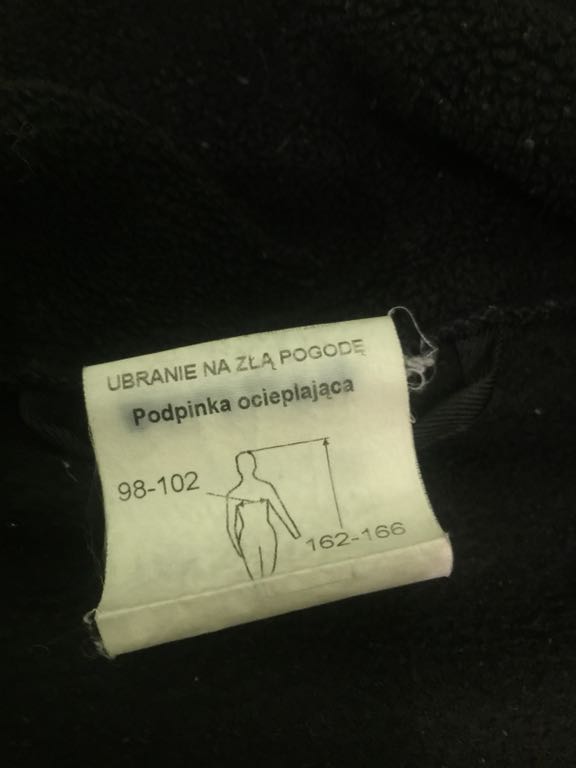 UBRANIE NA ZŁĄ POGODĘ
Podpinka ocieplająca
98-102
162-166